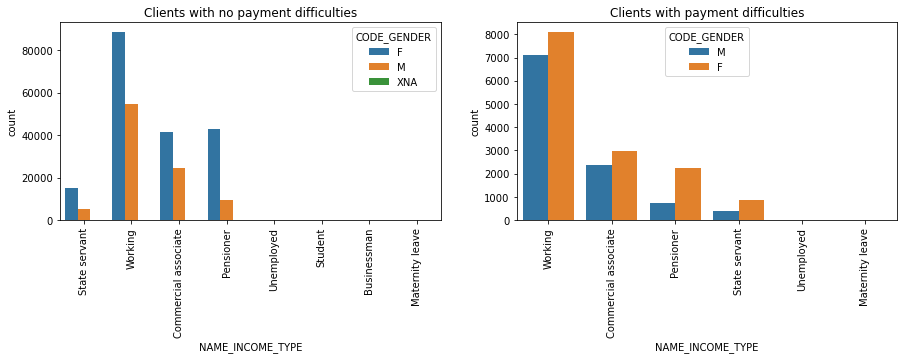 Clients with no payment difficulties
count
80000
60000
40000
20000
0
CODE_GENDER
F
M
XNA
State servant
Working
Commercial associate
Pensioner
Unemployed
Student
Businessman
Maternity leave
NAME_INCOME_TYPE
Clients with payment difficulties
count
8000
7000
6000
5000
4000
3000
2000
1000
0
CODE_GENDER
M
F
Working
Commercial associate
Pensioner
State servant
Unemployed
Maternity leave
NAME_INCOME_TYPE